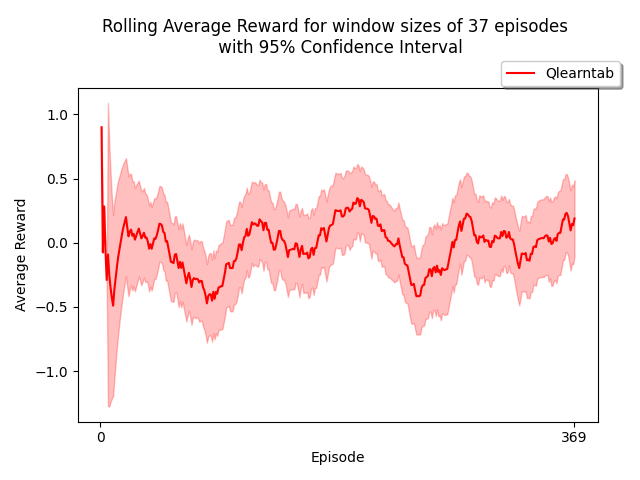 Rolling Average Reward for window sizes of 37 episodes
with 95% Confidence Interval
Qlearntab
1.0
0.5
0.0
−0.5
−1.0
Average Reward
0
369
Episode